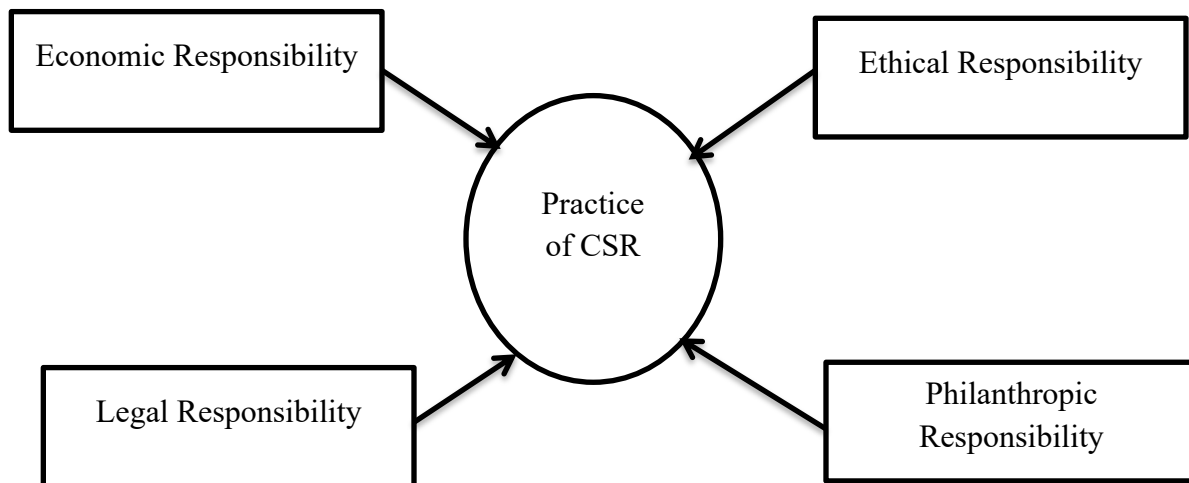 Economic Responsibility
Ethical Responsibility
Practice
of CSR
Legal Responsibility
Philanthropic
Responsibility